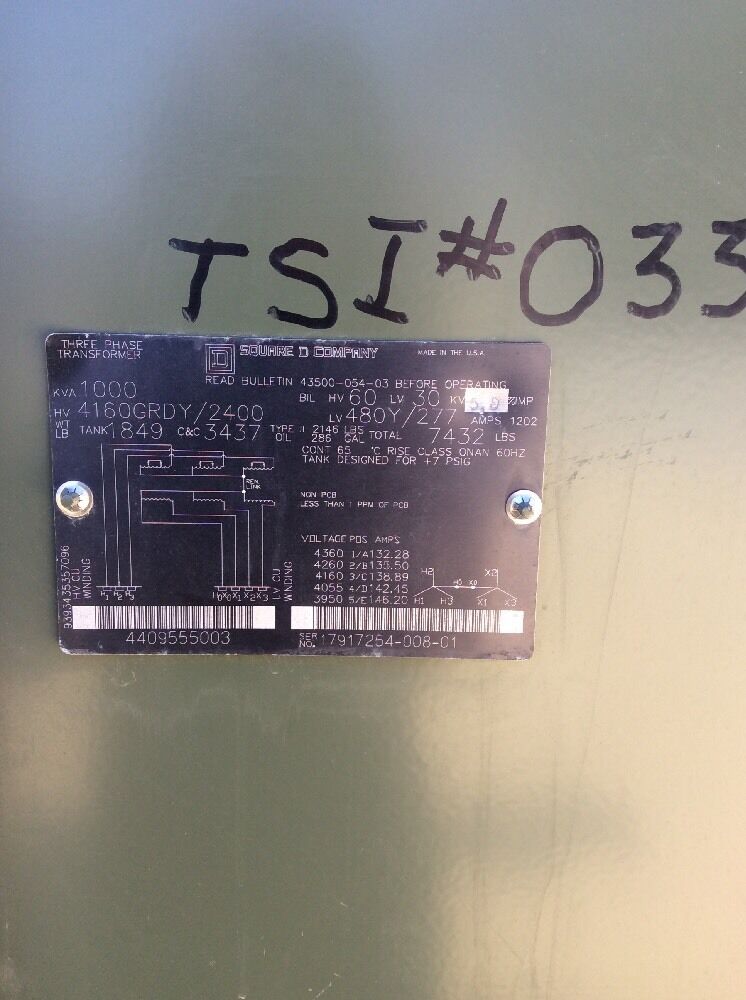 TSI#033
THREE PHASE
TRANSFORMER
D SQUARE D COMPANY
MADE IN THE U.S.A.
KVA 1000
READ BULLETIN 43500-054-03 BEFORE OPERATING
BIL HV 60 LV 30 KV
HV 4160GRDY/2400
LV 480Y/277 AMPS 1202
WT
LB TANK 1849 C&C 3437 TYPE II 2146 LBS
OIL 286 GAL TOTAL 7432 LBS
CONT 65 °C RISE CLASS ONAN 60HZ
TANK DESIGNED FOR +7 PSIG
REM.
LINK
NON PCB
LESS THAN 1 PPM OF PCB
VOLTAGE POS AMPS
4360 1/A 132.28
4260 2/B 135.50
4160 3/C 138.89
4055 4/D 142.45
3950 5/E 146.20
H2 X2
H0 X0
H1 H3 X1 X3
9393435357096
HV CU
WINDING
H1 H2 H3
H0X0 X1 X2 X3
LV CU
WINDING
4409555003
SER
NO. 17917254-008-01